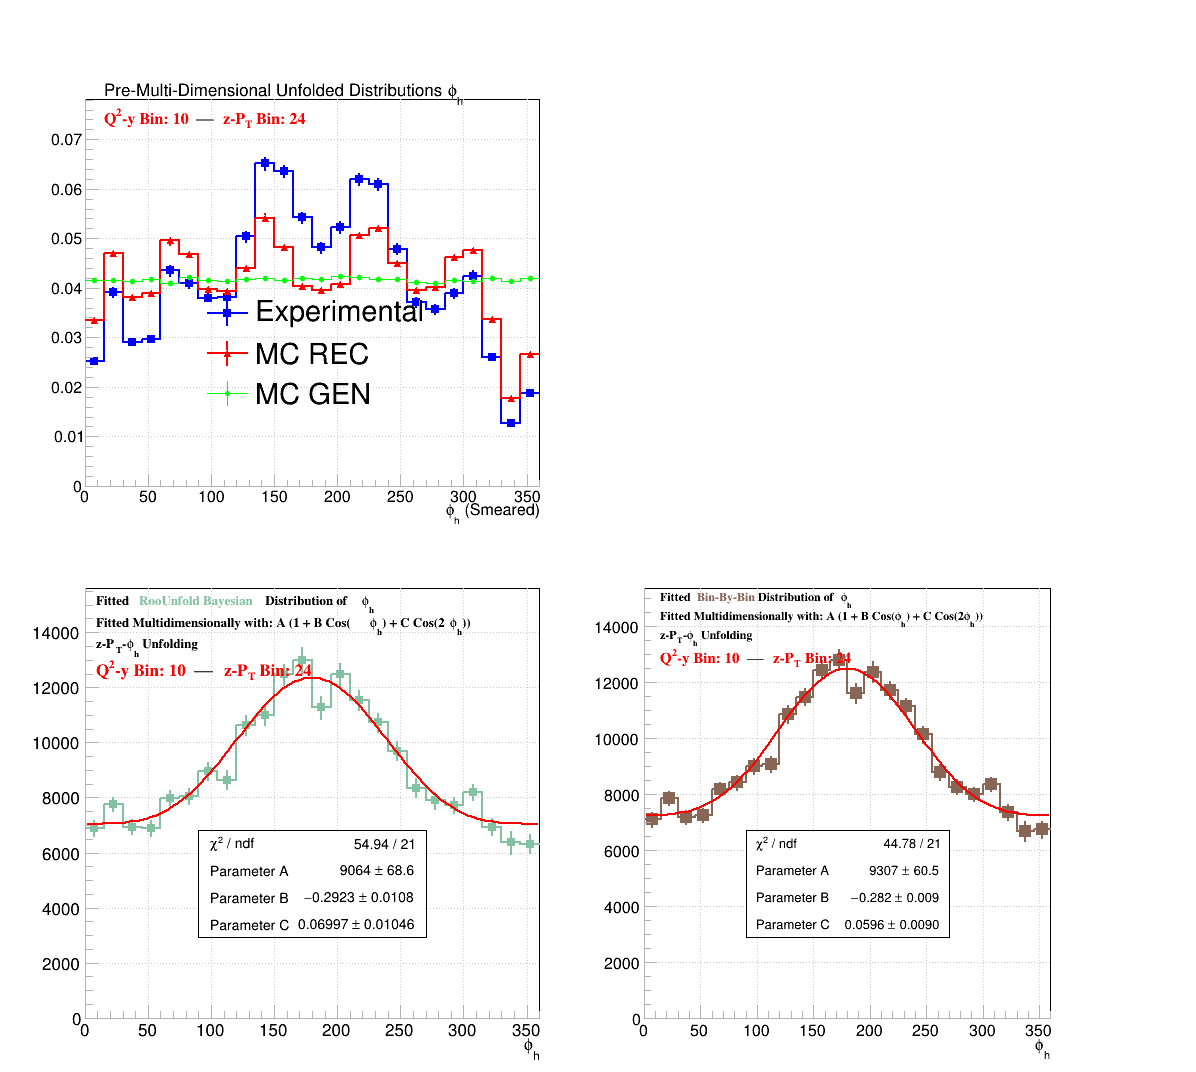 Pre-Multi-Dimensional Unfolded Distributions ϕh
Q2-y Bin: 10 — z-PT Bin: 24
0.07
0.06
0.05
0.04
0.03
0.02
0.01
0
Experimental
MC REC
MC GEN
0 50 100 150 200 250 300 350
ϕh (Smeared)
Fitted RooUnfold Bayesian Distribution of ϕh
Fitted Multidimensionally with: A (1 + B Cos( ϕh) + C Cos(2 ϕh))
z-PT-ϕh Unfolding
Q2-y Bin: 10 — z-PT Bin: 24
14000
12000
10000
8000
6000
4000
2000
0
χ2 / ndf 54.94 / 21
Parameter A 9064 ± 68.6
Parameter B −0.2923 ± 0.0108
Parameter C 0.06997 ± 0.01046
0 50 100 150 200 250 300 350
ϕh
Fitted Bin-By-Bin Distribution of ϕh
Fitted Multidimensionally with: A (1 + B Cos(ϕh) + C Cos(2ϕh))
z-PT-ϕh Unfolding
Q2-y Bin: 10 — z-PT Bin: 24
14000
12000
10000
8000
6000
4000
2000
0
χ2 / ndf 44.78 / 21
Parameter A 9307 ± 60.5
Parameter B −0.282 ± 0.009
Parameter C 0.0596 ± 0.0090
0 50 100 150 200 250 300 350
ϕh